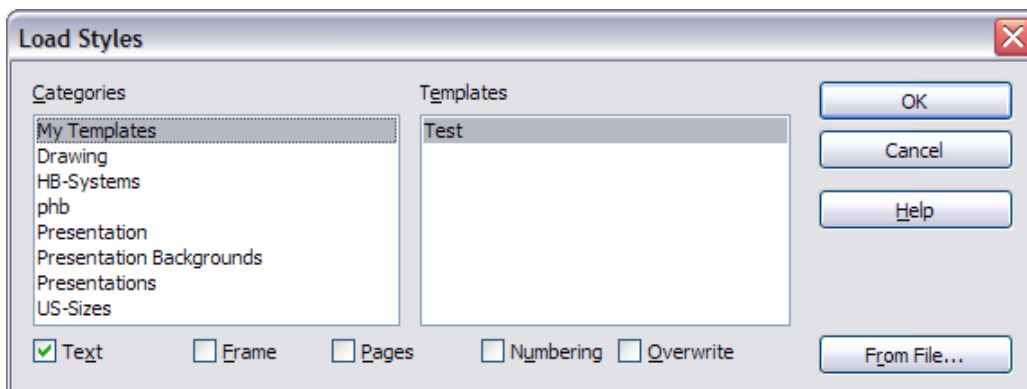 Load Styles
Categories
Templates
My Templates
Drawing
HB-Systems
phb
Presentation
Presentation Backgrounds
Presentations
US-Sizes
Test
OK
Cancel
Help
Text Frame Pages Numbering Overwrite
From File...